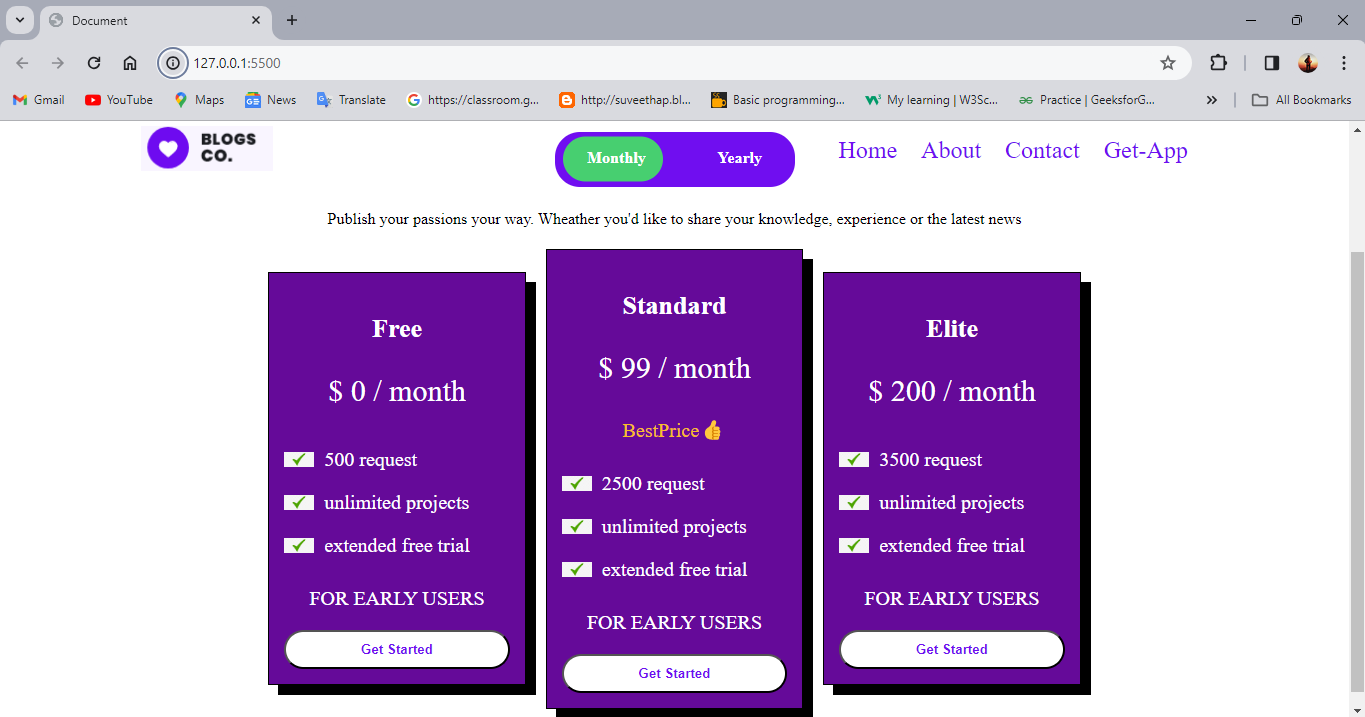 Document
127.0.0.1:5500
Gmail
YouTube
Maps
News
Translate
https://classroom.g...
http://suveethap.bl...
Basic programming...
My learning | W3Sc...
Practice | GeeksforG...
All Bookmarks
BLOGS
CO.
Monthly
Yearly
Home
About
Contact
Get-App
Publish your passions your way. Wheather you'd like to share your knowledge, experience or the latest news
Free
$ 0 / month
500 request
unlimited projects
extended free trial
FOR EARLY USERS
Get Started
Standard
$ 99 / month
BestPrice 👍
2500 request
unlimited projects
extended free trial
FOR EARLY USERS
Get Started
Elite
$ 200 / month
3500 request
unlimited projects
extended free trial
FOR EARLY USERS
Get Started